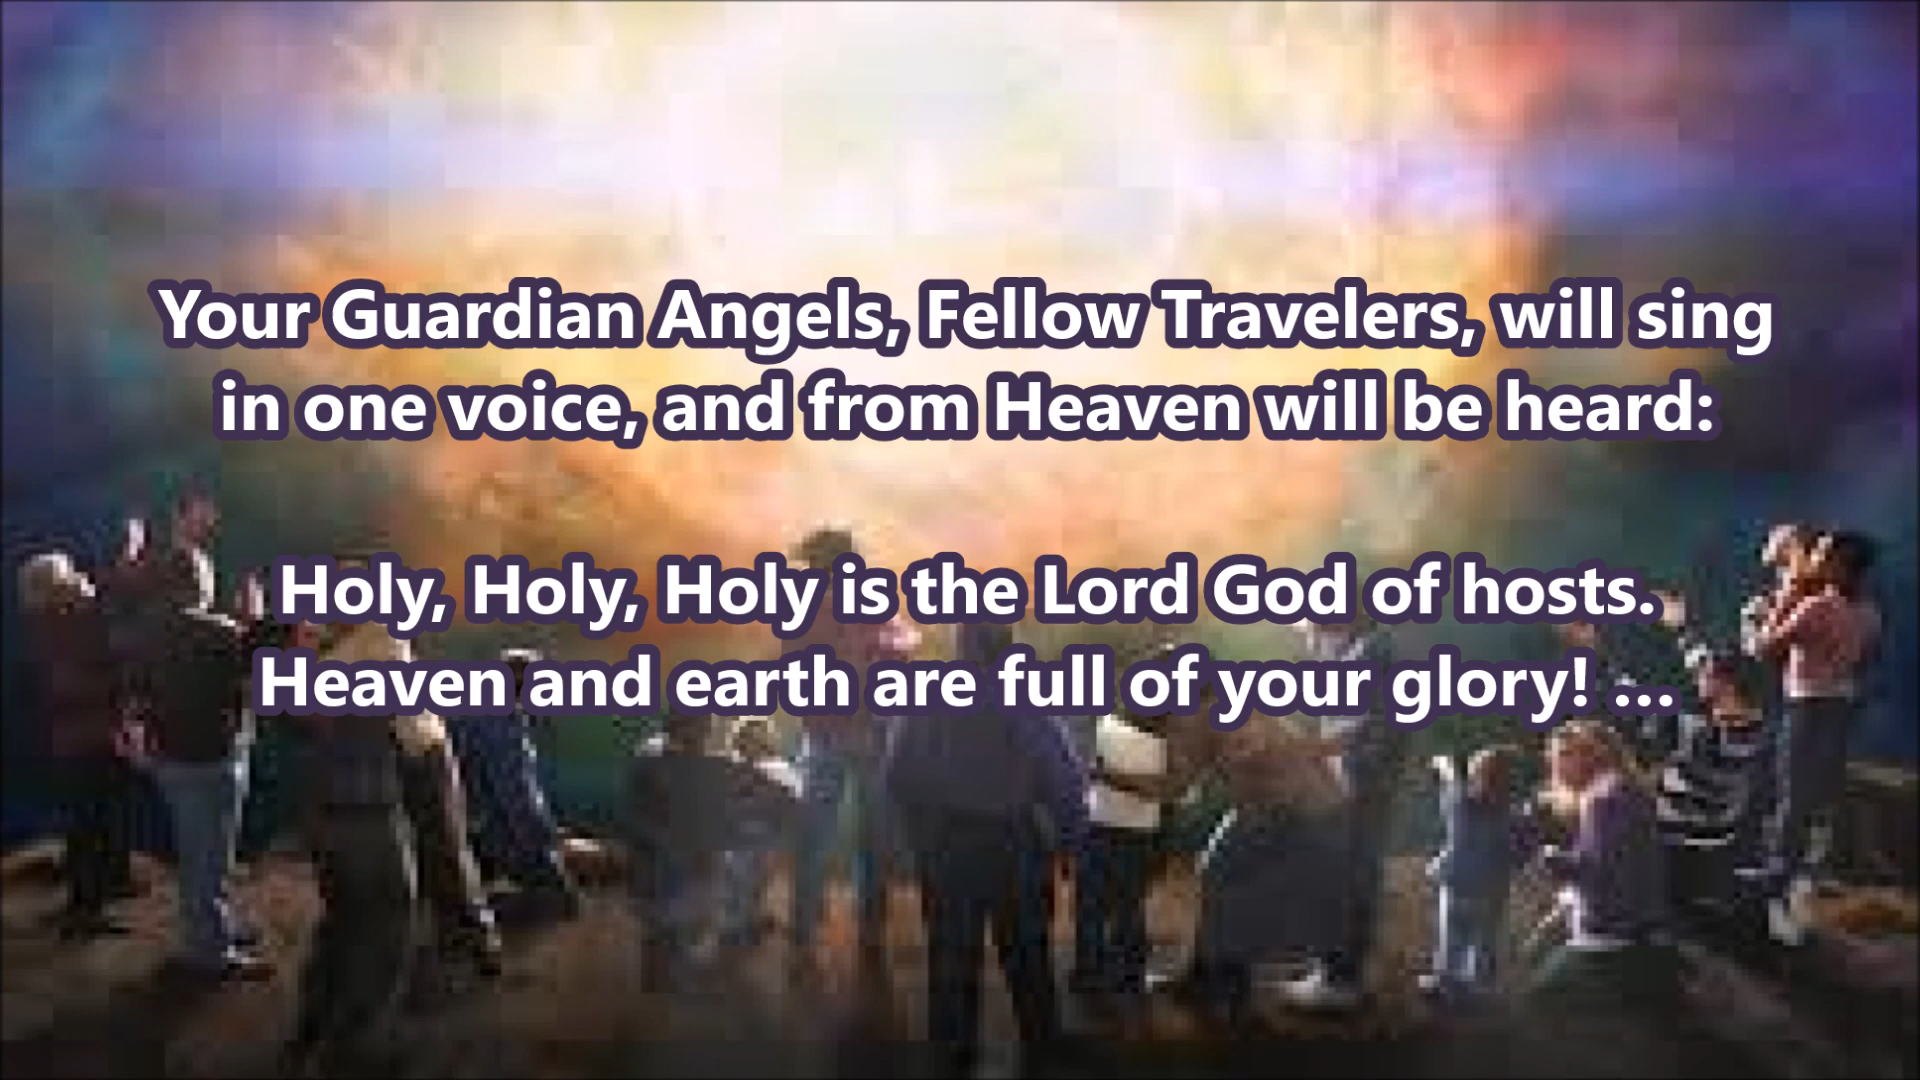 Your Guardian Angels, Fellow Travelers, will sing
in one voice, and from Heaven will be heard:
Holy, Holy, Holy is the Lord God of hosts.
Heaven and earth are full of your glory! ...